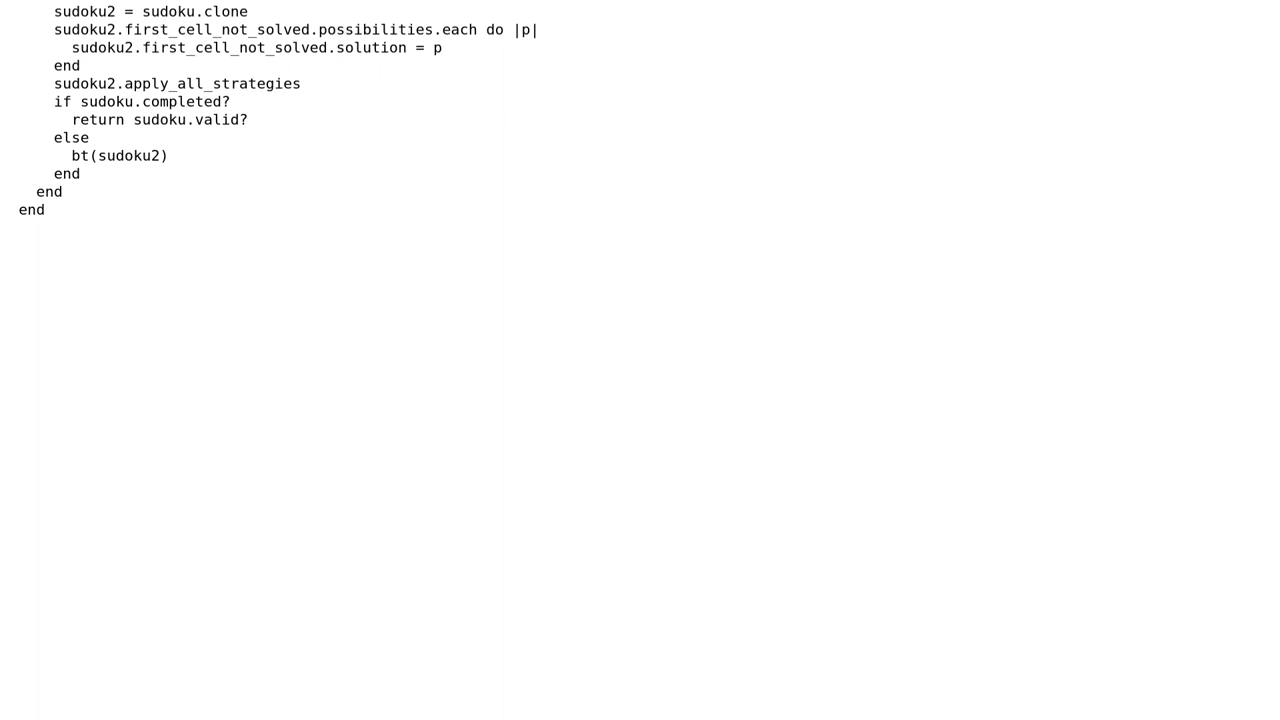 sudoku2 = sudoku.clone
sudoku2.first_cell_not_solved.possibilities.each do |p|
sudoku2.first_cell_not_solved.solution = p
end
sudoku2.apply_all_strategies
if sudoku.completed?
return sudoku.valid?
else
bt(sudoku2)
end
end
end